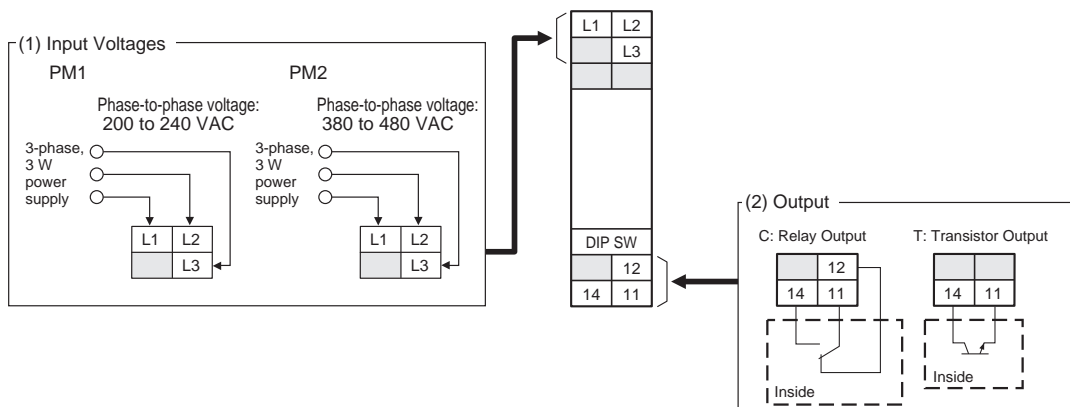 (1) Input Voltages
PM1
Phase-to-phase voltage:
200 to 240 VAC
3-phase,
3 W
power
supply
L1 L2
L3
PM2
Phase-to-phase voltage:
380 to 480 VAC
3-phase,
3 W
power
supply
L1 L2
L3
L1 L2
L3
DIP SW
12
14 11
(2) Output
C: Relay Output
12
14 11
Inside
T: Transistor Output
14 11
Inside